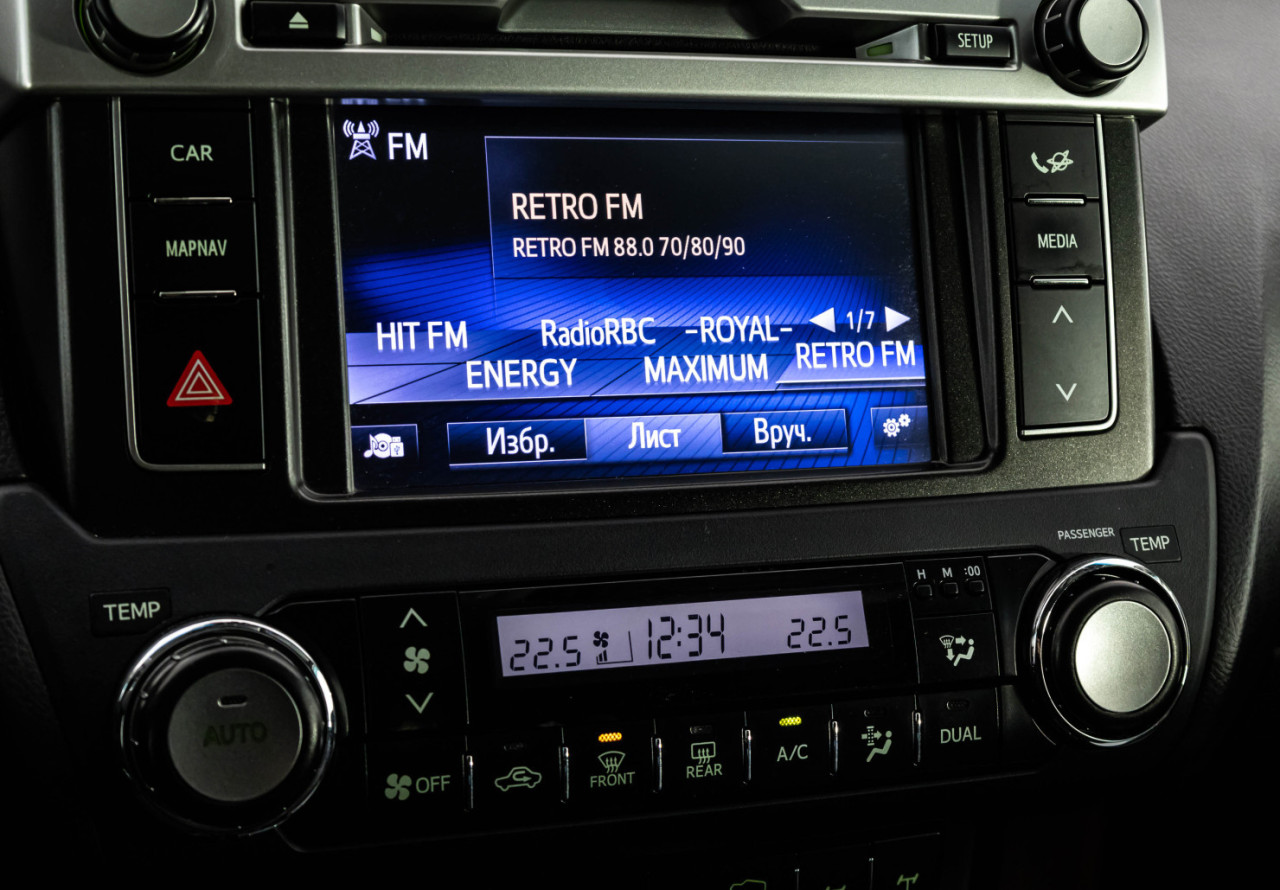 SETUP
CAR
MAPNAV
MEDIA
FM
RETRO FM
RETRO FM 88.0 70/80/90
1/7
HIT FM RadioRBC -ROYAL-
ENERGY MAXIMUM RETRO FM
Избр. Лист Вруч.
PASSENGER TEMP
TEMP
H M :00
22.5 12:34 22.5
AUTO
OFF
FRONT
REAR
A/C
DUAL